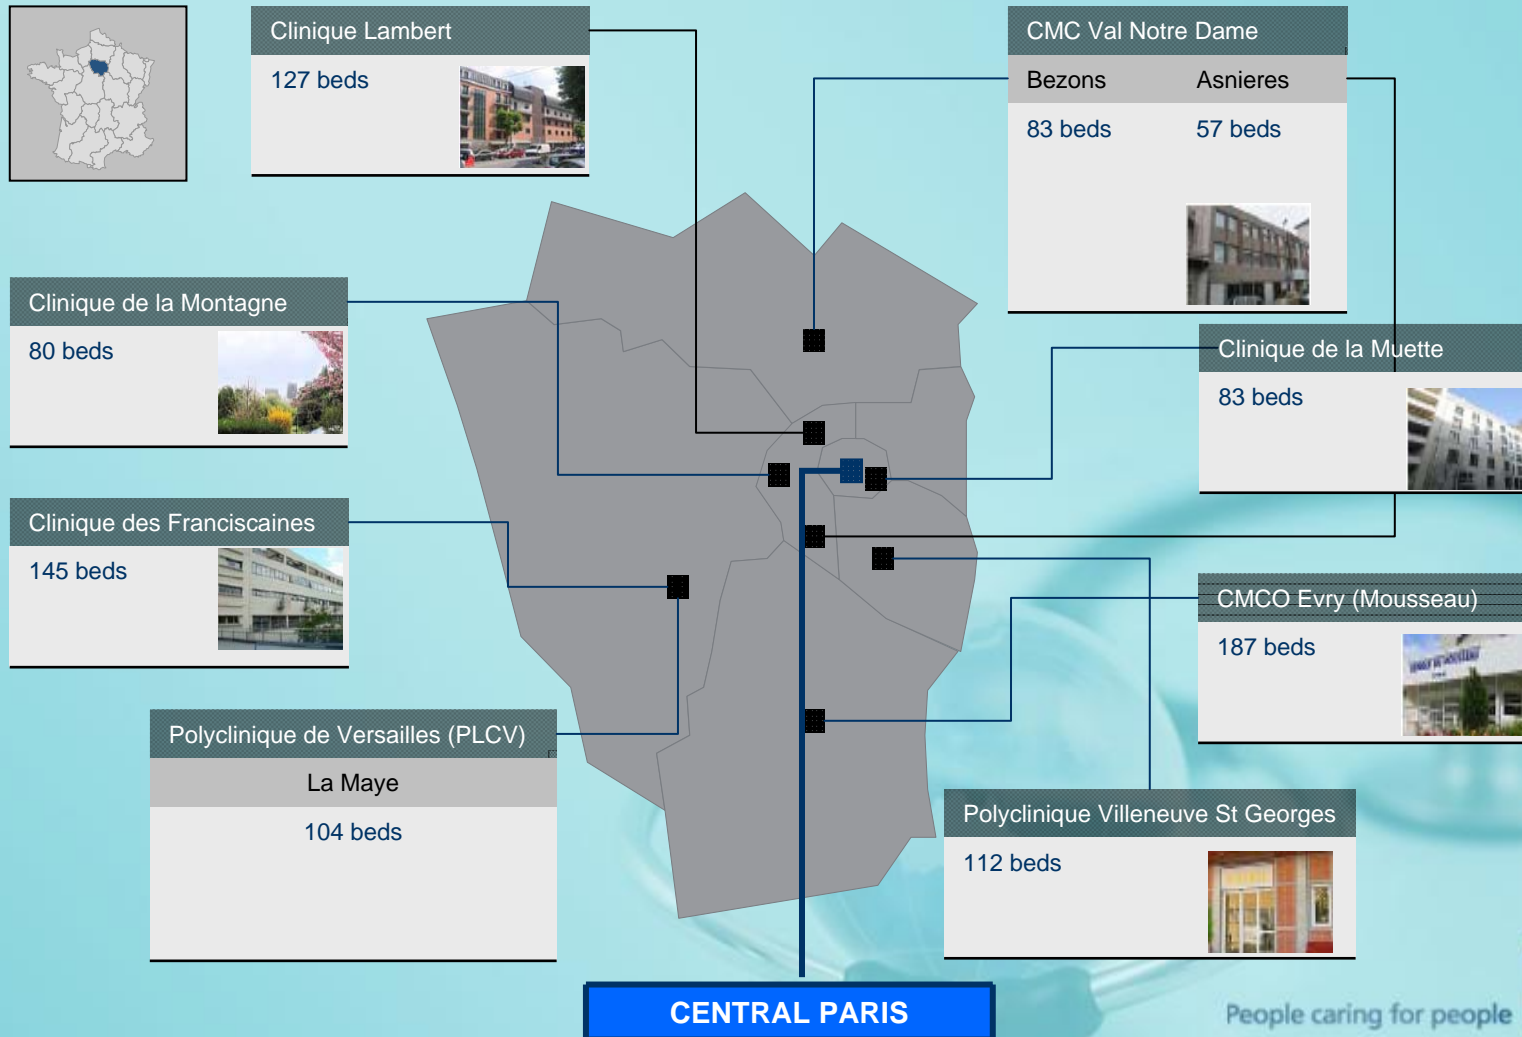 Clinique Lambert
127 beds
CMC Val Notre Dame
Bezons Asnieres
83 beds 57 beds
Clinique de la Montagne
80 beds
Clinique de la Muette
83 beds
Clinique des Franciscaines
145 beds
CMCO Evry (Mousseau)
187 beds
Polyclinique de Versailles (PLCV)
La Maye
104 beds
Polyclinique Villeneuve St Georges
112 beds
CENTRAL PARIS
People caring for people